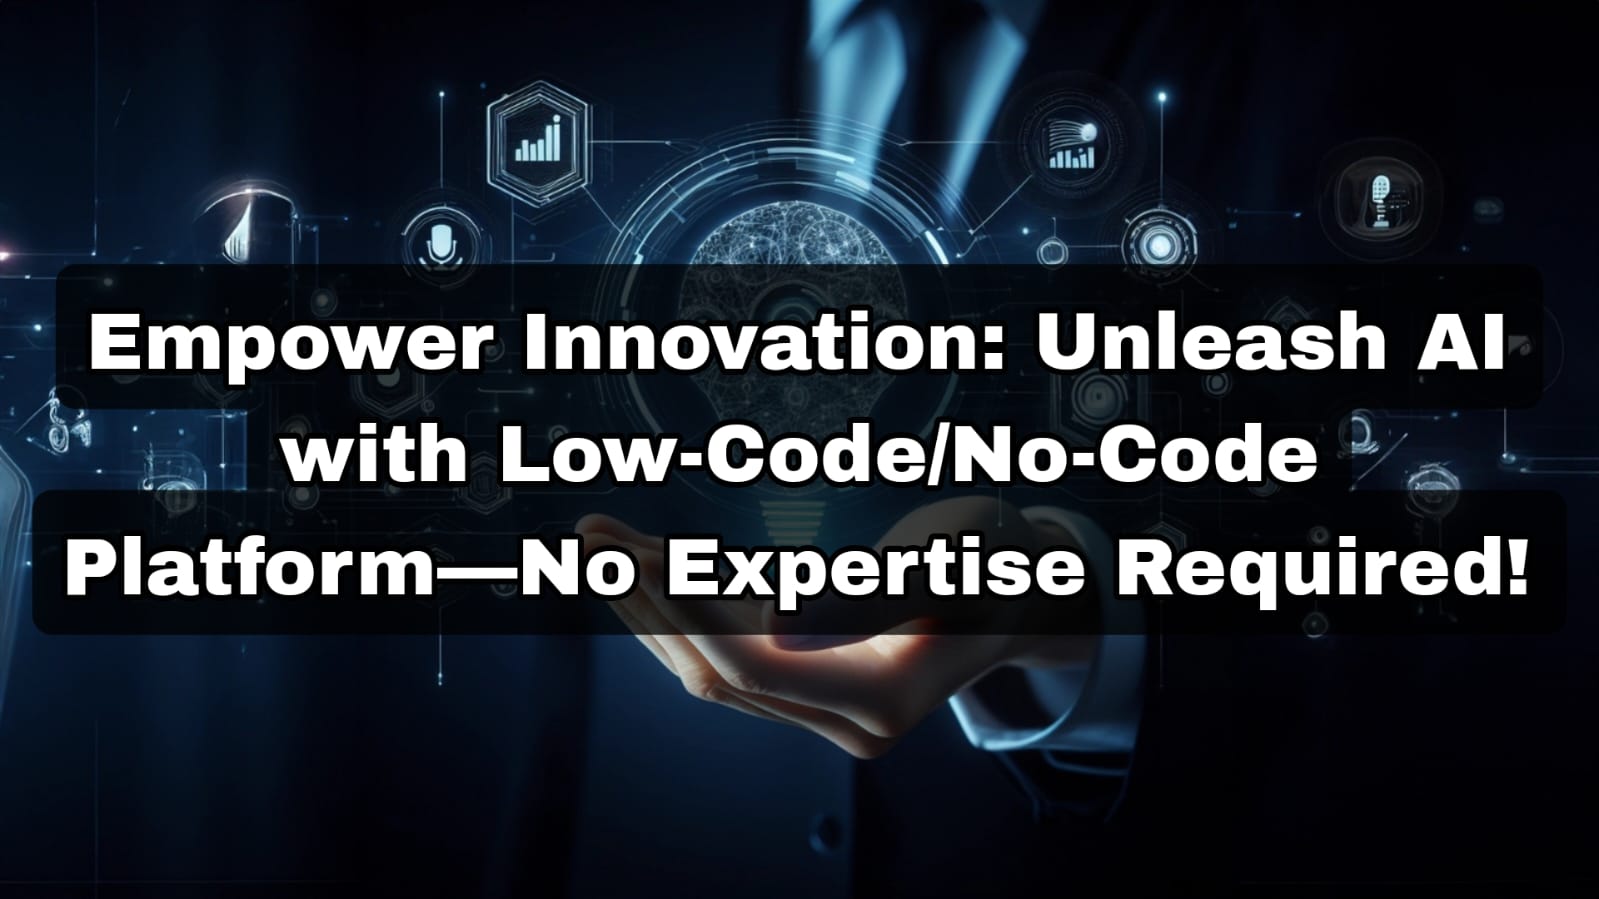 Empower Innovation: Unleash AI
with Low-Code/No-Code
Platform—No Expertise Required!